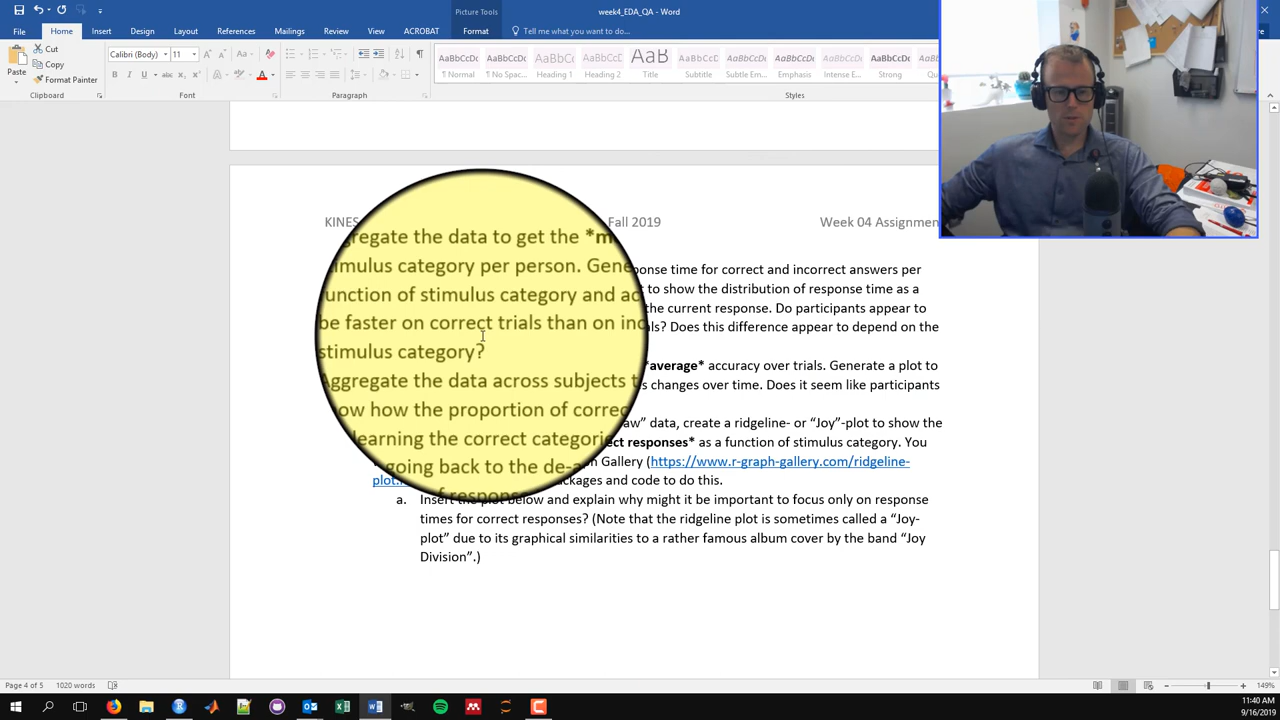 week4_EDA_QA - Word
Picture Tools
File Home Insert Design Layout References Mailings Review View ACROBAT Format Tell me what you want to do...
Paste
Cut
Copy
Format Painter
Calibri (Body) 11
Clipboard Font Paragraph Styles
AaBbCcDc AaBbCcDc AaBbCc AaBbCcD AaB AaBbCcD AaBbCcDc AaBbCcDc AaBbCcDc AaBbCcDc
¶ Normal ¶ No Spac... Heading 1 Heading 2 Title Subtitle Subtle Em... Emphasis Intense E... Strong
KINES Fall 2019 Week 04 Assignmen
regate the data to get the *m
imulus category per person. Gene ponse time for correct and incorrect answers per
unction of stimulus category and ac to show the distribution of response time as a
be faster on correct trials than on inc the current response. Do participants appear to
stimulus category? ls? Does this difference appear to depend on the
Aggregate the data across subjects t *average* accuracy over trials. Generate a plot to
ow how the proportion of correc s changes over time. Does it seem like participants
learning the correct categori aw” data, create a ridgeline- or “Joy”-plot to show the
going back to the de-a ct responses* as a function of stimulus category. You
h Gallery (https://www.r-graph-gallery.com/ridgeline-
plot. ackages and code to do this.
of respons
a. Insert the plot below and explain why might it be important to focus only on response
times for correct responses? (Note that the ridgeline plot is sometimes called a “Joy-
plot” due to its graphical similarities to a rather famous album cover by the band “Joy
Division”.)
Page 4 of 5 1020 words 149%
11:40 AM
9/16/2019